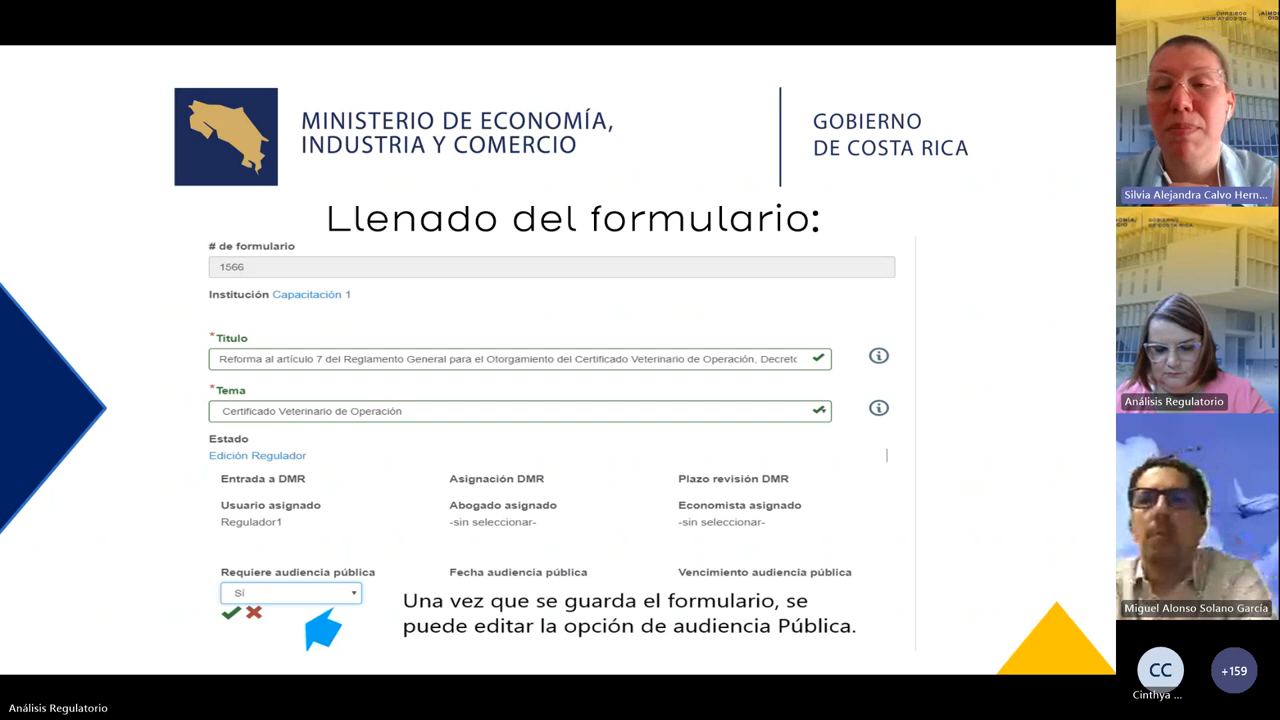 MINISTERIO DE ECONOMÍA,
INDUSTRIA Y COMERCIO
GOBIERNO
DE COSTA RICA
Llenado del formulario:
# de formulario
1566
Institución Capacitación 1
*Titulo
Reforma al artículo 7 del Reglamento General para el Otorgamiento del Certificado Veterinario de Operación, Decreto
*Tema
Certificado Veterinario de Operación
Estado
Edición Regulador
Entrada a DMR Asignación DMR Plazo revisión DMR
Usuario asignado Abogado asignado Economista asignado
Regulador1 -sin seleccionar- -sin seleccionar-
Requiere audiencia pública Fecha audiencia pública Vencimiento audiencia pública
Sí
Una vez que se guarda el formulario, se
puede editar la opción de audiencia Pública.
Silvia Alejandra Calvo Hern...
Análisis Regulatorio
Miguel Alonso Solano García
CC
+159
Cinthya ...
Análisis Regulatorio